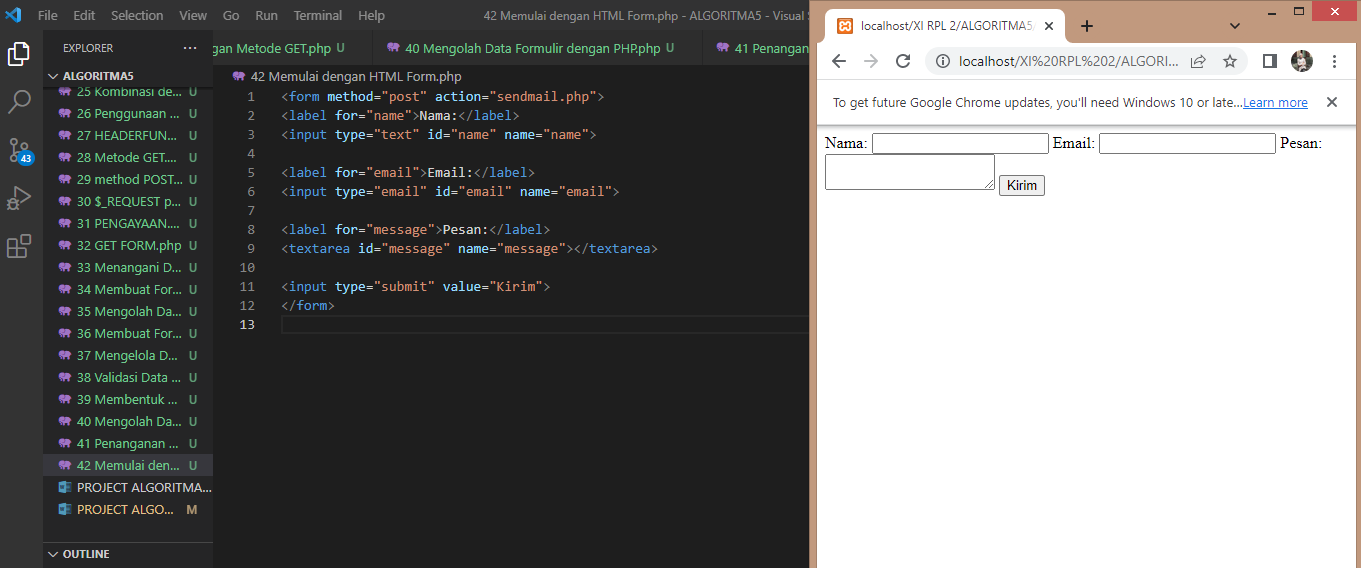 File Edit Selection View Go Run Terminal Help 42 Memulai dengan HTML Form.php - ALGORITMA5 - Visual S
EXPLORER ...
gan Metode GET.php U 40 Mengolah Data Formulir dengan PHP.php U 41 Penangan
ALGORITMA5
25 Kombinasi de... U
26 Penggunaan ... U
27 HEADERFUN... U
28 Metode GET.... U
29 method POST... U
30 $_REQUEST p... U
31 PENGAYAAN.... U
32 GET FORM.php U
33 Menangani D... U
34 Membuat For... U
35 Mengolah Da... U
36 Membuat For... U
37 Mengelola D... U
38 Validasi Data ... U
39 Membentuk ... U
40 Mengolah Da... U
41 Penanganan ... U
42 Memulai den... U
PROJECT ALGORITMA...
PROJECT ALGO... M
OUTLINE
43
42 Memulai dengan HTML Form.php
1 <form method="post" action="sendmail.php">
2 <label for="name">Nama:</label>
3 <input type="text" id="name" name="name">
4
5 <label for="email">Email:</label>
6 <input type="email" id="email" name="email">
7
8 <label for="message">Pesan:</label>
9 <textarea id="message" name="message"></textarea>
10
11 <input type="submit" value="Kirim">
12 </form>
13
localhost/XI RPL 2/ALGORITMA5/
localhost/XI%20RPL%202/ALGORI...
To get future Google Chrome updates, you'll need Windows 10 or late...Learn more
Nama: Email: Pesan:
Kirim